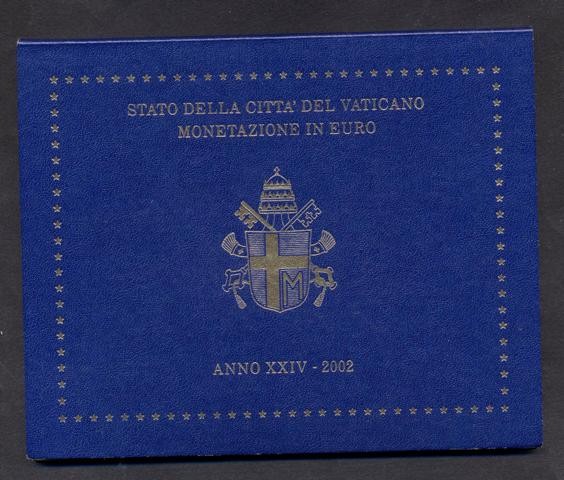 STATO DELLA CITTA' DEL VATICANO
MONETAZIONE IN EURO
M
ANNO XXIV - 2002